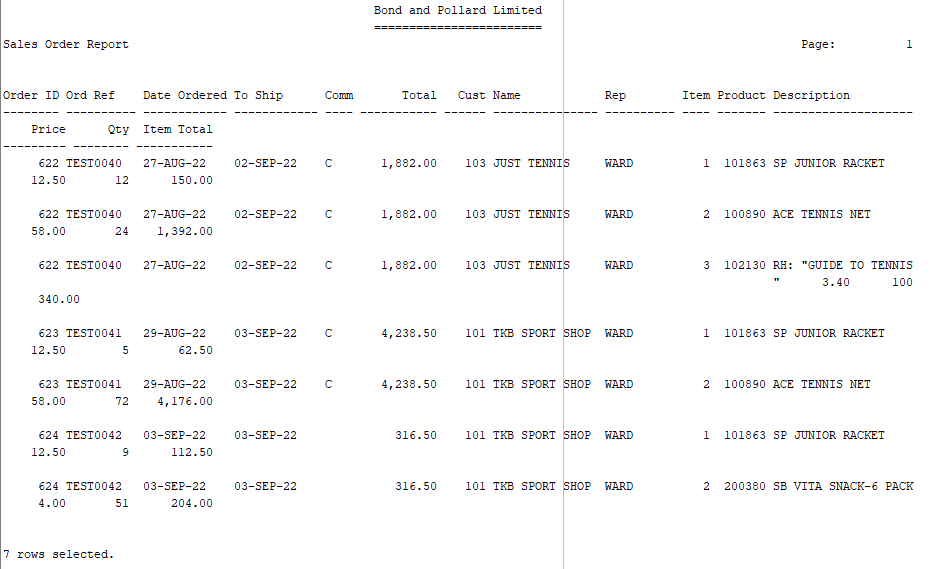 Bond and Pollard Limited
========================
Sales Order Report Page: 1
Order ID Ord Ref Date Ordered To Ship Comm Total Cust Name Rep Item Product Description
-------- -------- ------------ ------------ ---- ----------- ------ --------------- ---------- ---- ------- --------------------
Price Qty Item Total
--------- ------- -----------
622 TEST0040 27-AUG-22 02-SEP-22 C 1,882.00 103 JUST TENNIS WARD 1 101863 SP JUNIOR RACKET
12.50 12 150.00
622 TEST0040 27-AUG-22 02-SEP-22 C 1,882.00 103 JUST TENNIS WARD 2 100890 ACE TENNIS NET
58.00 24 1,392.00
622 TEST0040 27-AUG-22 02-SEP-22 C 1,882.00 103 JUST TENNIS WARD 3 102130 RH: "GUIDE TO TENNIS
" 3.40 100
340.00
623 TEST0041 29-AUG-22 03-SEP-22 C 4,238.50 101 TKB SPORT SHOP WARD 1 101863 SP JUNIOR RACKET
12.50 5 62.50
623 TEST0041 29-AUG-22 03-SEP-22 C 4,238.50 101 TKB SPORT SHOP WARD 2 100890 ACE TENNIS NET
58.00 72 4,176.00
624 TEST0042 03-SEP-22 03-SEP-22 316.50 101 TKB SPORT SHOP WARD 1 101863 SP JUNIOR RACKET
12.50 9 112.50
624 TEST0042 03-SEP-22 03-SEP-22 316.50 101 TKB SPORT SHOP WARD 2 200380 SB VITA SNACK-6 PACK
4.00 51 204.00
7 rows selected.